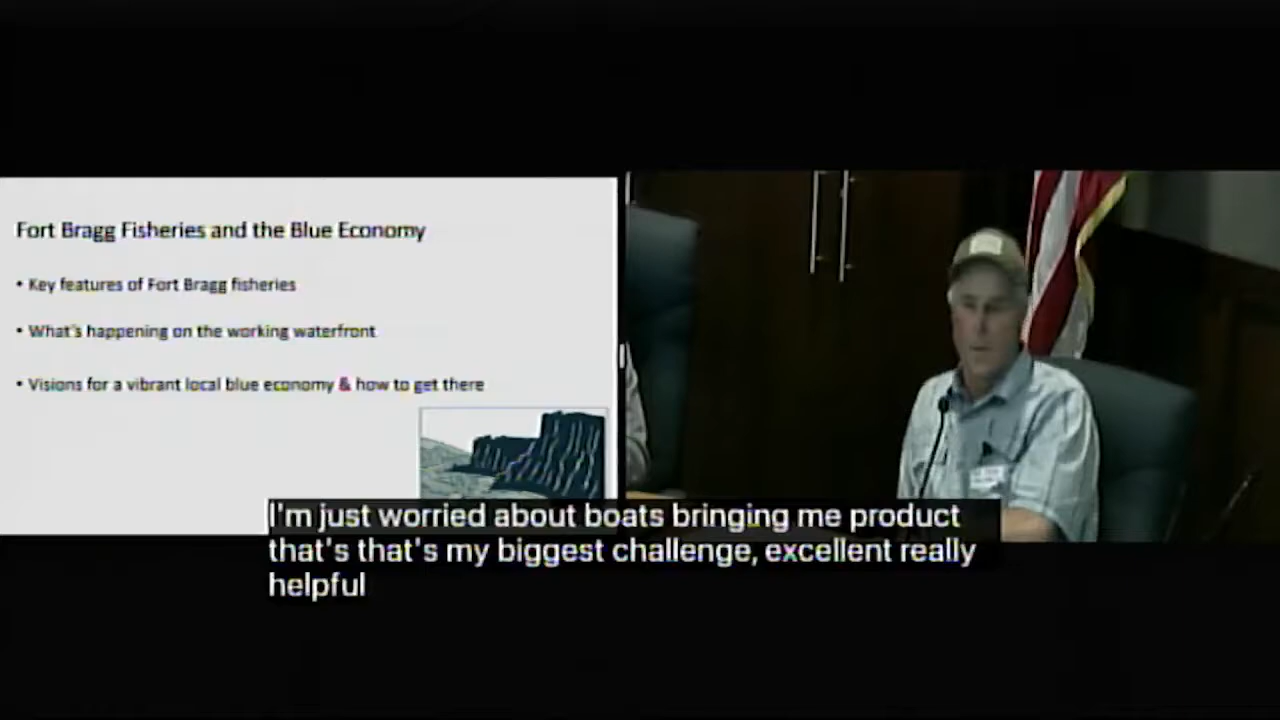 Fort Bragg Fisheries and the Blue Economy
• Key features of Fort Bragg fisheries
• What's happening on the working waterfront
• Visions for a vibrant local blue economy & how to get there
I'm just worried about boats bringing me product
that's that's my biggest challenge, excellent really
helpful